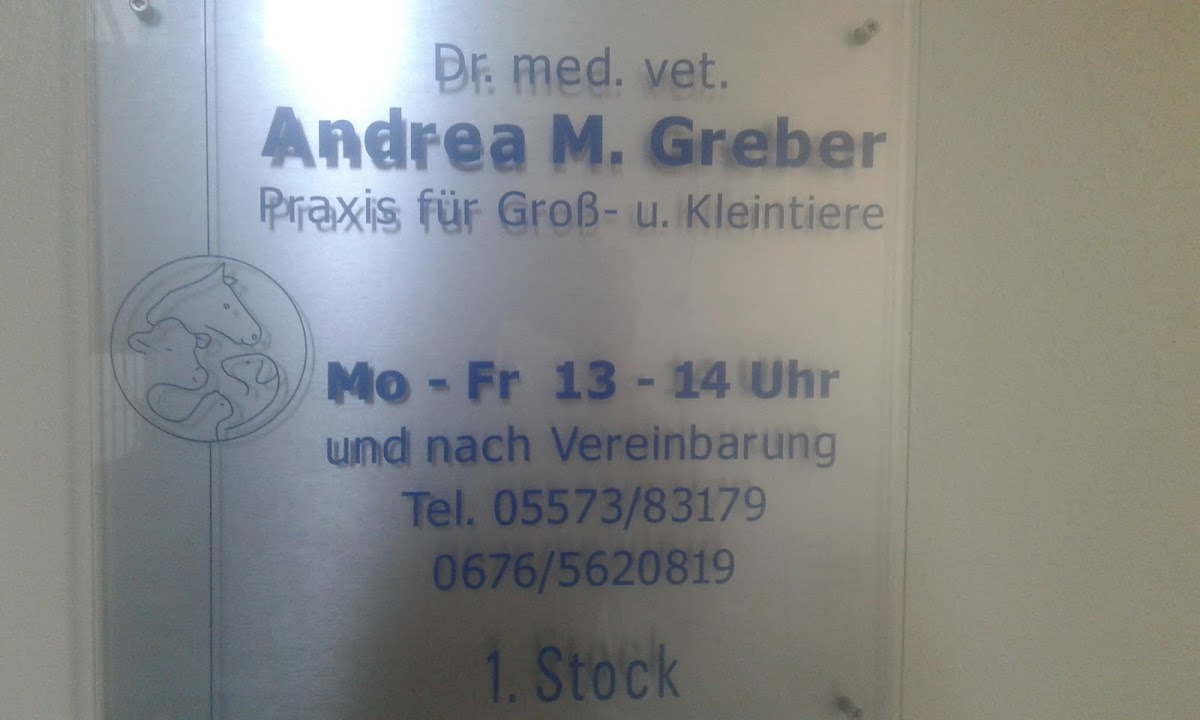 Dr. med. vet.
Andrea M. Greber
Praxis für Groß- u. Kleintiere
Mo - Fr 13 - 14 Uhr
und nach Vereinbarung
Tel. 05573/83179
0676/5620819
1. Stock